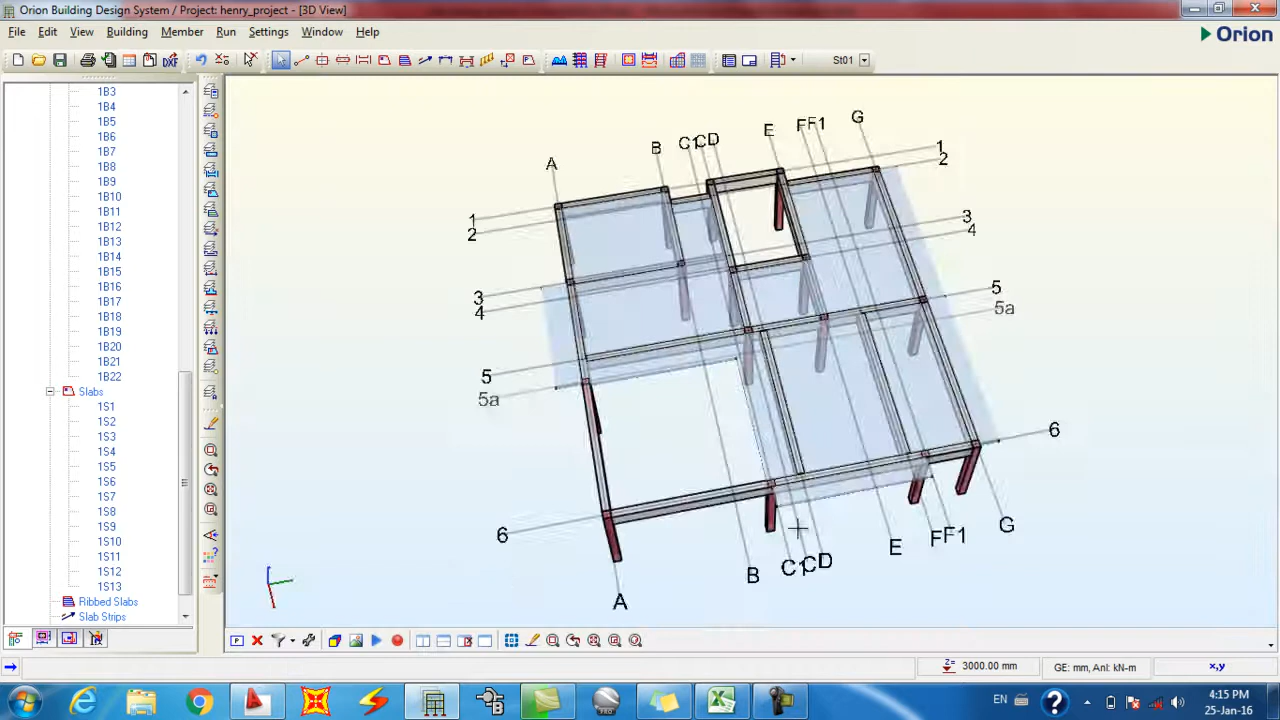 Orion Building Design System / Project: henry_project - [3D View]
File Edit View Building Member Run Settings Window Help
Orion
St01
1B3
1B4
1B5
1B6
1B7
1B8
1B9
1B10
1B11
1B12
1B13
1B14
1B15
1B16
1B17
1B18
1B19
1B20
1B21
1B22
Slabs
1S1
1S2
1S3
1S4
1S5
1S6
1S7
1S8
1S9
1S10
1S11
1S12
1S13
Ribbed Slabs
Slab Strips
A B C1 C D E F F1 G
1 1
2 2
3 3
4 4
5 5
5a 5a
6 6
A B C1 C D E F F1 G
Z= 3000.00 mm GE: mm, Anl: kN-m x,y
EN 4:15 PM
25-Jan-16